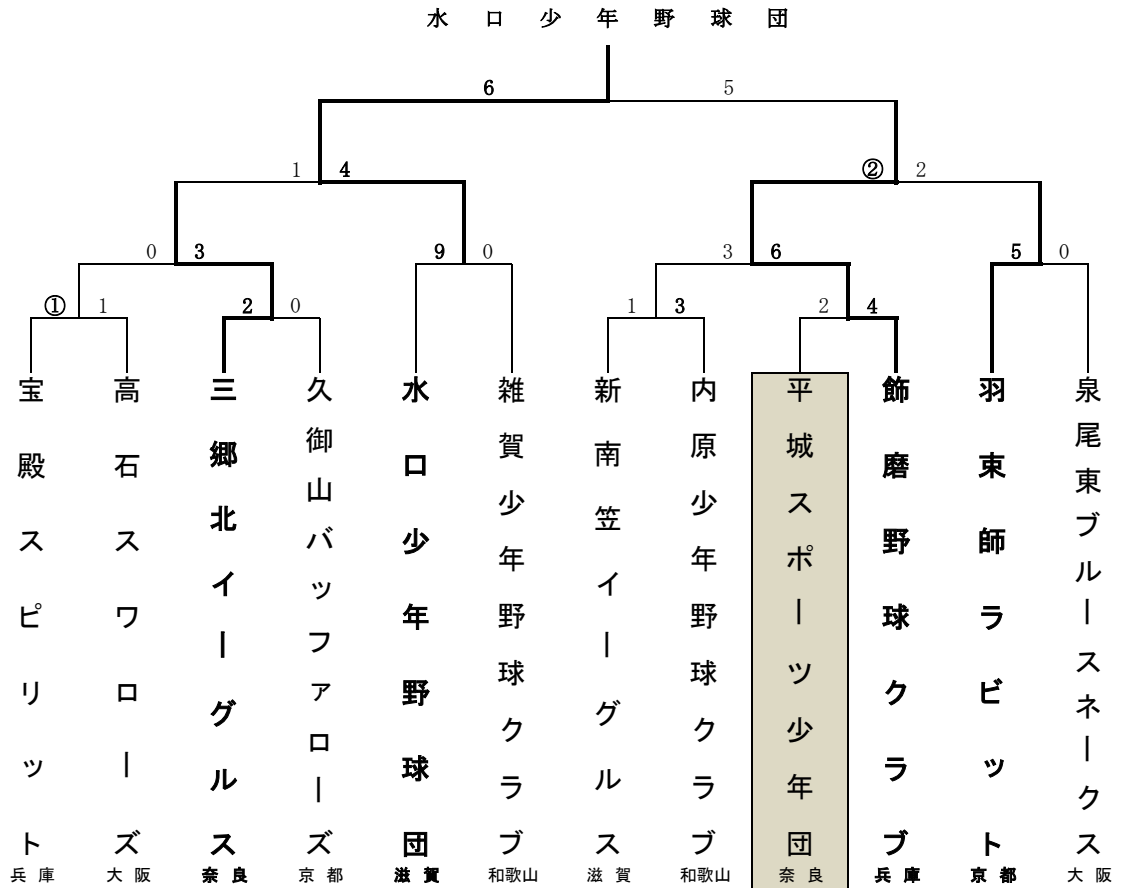 水口少年野球団
6 5
1 4 ② 2
0 3 9 0 3 6 5 0
① 1 2 0 1 3 2 4
宝殿スピリット
高石スワローズ
三郷北イーグルス
久御山バッファローズ
水口少年野球団
雑賀少年野球クラブ
新南笠イーグルス
内原少年野球クラブ
平城スポーツ少年団
飾磨野球クラブ
羽束師ラビット
泉尾東ブルースネークス
兵庫 大阪 奈良 京都 滋賀 和歌山 滋賀 和歌山 奈良 兵庫 京都 大阪